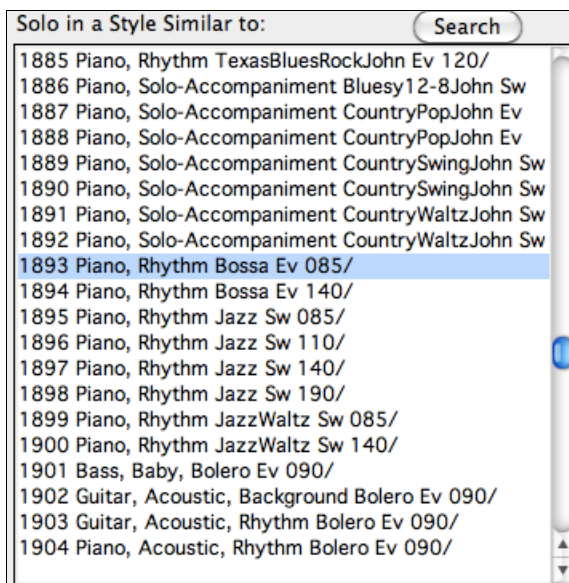 Solo in a Style Similar to: Search
1885 Piano, Rhythm TexasBluesRockJohn Ev 120/
1886 Piano, Solo-Accompaniment Bluesy12-8John Sw
1887 Piano, Solo-Accompaniment CountryPopJohn Ev
1888 Piano, Solo-Accompaniment CountryPopJohn Ev
1889 Piano, Solo-Accompaniment CountrySwingJohn Sw
1890 Piano, Solo-Accompaniment CountrySwingJohn Sw
1891 Piano, Solo-Accompaniment CountryWaltzJohn Sw
1892 Piano, Solo-Accompaniment CountryWaltzJohn Sw
1893 Piano, Rhythm Bossa Ev 085/
1894 Piano, Rhythm Bossa Ev 140/
1895 Piano, Rhythm Jazz Sw 085/
1896 Piano, Rhythm Jazz Sw 110/
1897 Piano, Rhythm Jazz Sw 140/
1898 Piano, Rhythm Jazz Sw 190/
1899 Piano, Rhythm JazzWaltz Sw 085/
1900 Piano, Rhythm JazzWaltz Sw 140/
1901 Bass, Baby, Bolero Ev 090/
1902 Guitar, Acoustic, Background Bolero Ev 090/
1903 Guitar, Acoustic, Rhythm Bolero Ev 090/
1904 Piano, Acoustic, Rhythm Bolero Ev 090/